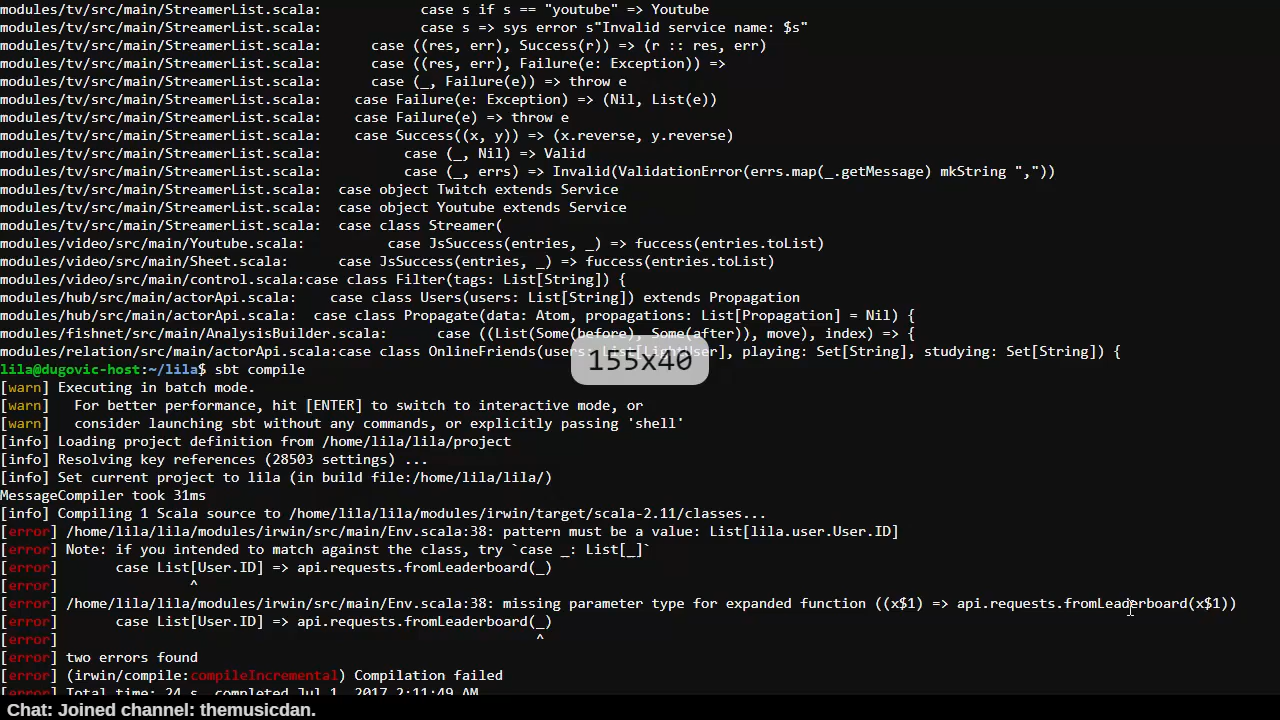 modules/tv/src/main/StreamerList.scala:            case s if s == "youtube" => Youtube
modules/tv/src/main/StreamerList.scala:            case s => sys error s"Invalid service name: $s"
modules/tv/src/main/StreamerList.scala:      case ((res, err), Success(r)) => (r :: res, err)
modules/tv/src/main/StreamerList.scala:      case ((res, err), Failure(e: Exception)) =>
modules/tv/src/main/StreamerList.scala:      case (_, Failure(e)) => throw e
modules/tv/src/main/StreamerList.scala:    case Failure(e: Exception) => (Nil, List(e))
modules/tv/src/main/StreamerList.scala:    case Failure(e) => throw e
modules/tv/src/main/StreamerList.scala:    case Success((x, y)) => (x.reverse, y.reverse)
modules/tv/src/main/StreamerList.scala:          case (_, Nil) => Valid
modules/tv/src/main/StreamerList.scala:          case (_, errs) => Invalid(ValidationError(errs.map(_.getMessage) mkString ","))
modules/tv/src/main/StreamerList.scala:  case object Twitch extends Service
modules/tv/src/main/StreamerList.scala:  case object Youtube extends Service
modules/tv/src/main/StreamerList.scala:  case class Streamer(
modules/video/src/main/Youtube.scala:          case JsSuccess(entries, _) => fuccess(entries.toList)
modules/video/src/main/Sheet.scala:      case JsSuccess(entries, _) => fuccess(entries.toList)
modules/video/src/main/control.scala:case class Filter(tags: List[String]) {
modules/hub/src/main/actorApi.scala:    case class Users(users: List[String]) extends Propagation
modules/hub/src/main/actorApi.scala:  case class Propagate(data: Atom, propagations: List[Propagation] = Nil) {
modules/fishnet/src/main/AnalysisBuilder.scala:      case ((List(Some(before), Some(after)), move), index) => {
modules/relation/src/main/actorApi.scala:case class OnlineFriends(users: List[LightUser], playing: Set[String], studying: Set[String]) {
155x40
lila@dugovic-host:~/lila$ sbt compile
[warn] Executing in batch mode.
[warn]   For better performance, hit [ENTER] to switch to interactive mode, or
[warn]   consider launching sbt without any commands, or explicitly passing 'shell'
[info] Loading project definition from /home/lila/lila/project
[info] Resolving key references (28503 settings) ...
[info] Set current project to lila (in build file:/home/lila/lila/)
MessageCompiler took 31ms
[info] Compiling 1 Scala source to /home/lila/lila/modules/irwin/target/scala-2.11/classes...
[error] /home/lila/lila/modules/irwin/src/main/Env.scala:38: pattern must be a value: List[lila.user.User.ID]
[error] Note: if you intended to match against the class, try `case _: List[_]`
[error]       case List[User.ID] => api.requests.fromLeaderboard(_)
[error]                ^
[error] /home/lila/lila/modules/irwin/src/main/Env.scala:38: missing parameter type for expanded function ((x$1) => api.requests.fromLeaderboard(x$1))
[error]       case List[User.ID] => api.requests.fromLeaderboard(_)
[error]                                                          ^
[error] two errors found
[error] (irwin/compile:compileIncremental) Compilation failed
[error] Total time: 24 s, completed Jul 1, 2017 2:11:49 AM
Chat: Joined channel: themusicdan.